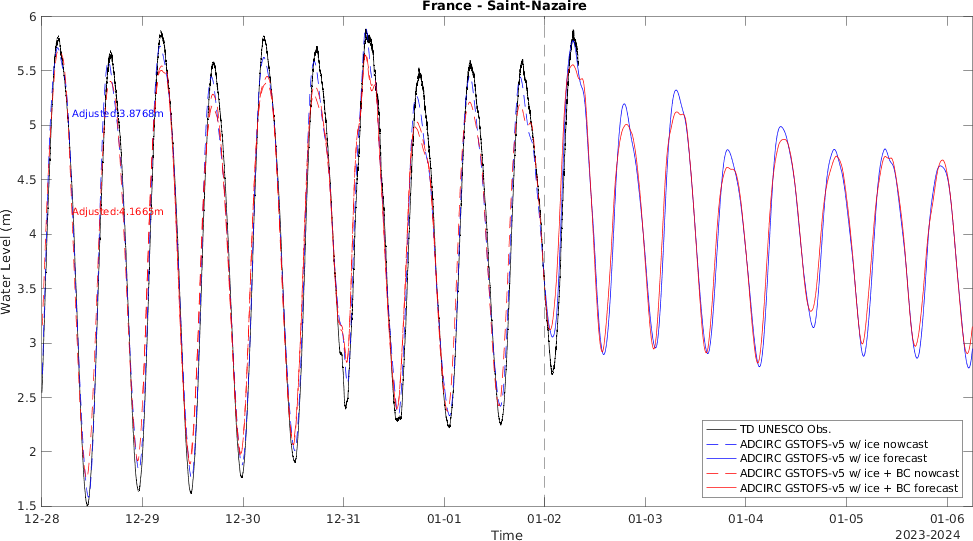 France - Saint-Nazaire
Water Level (m)
6
5.5
5
4.5
4
3.5
3
2.5
2
1.5
Adjusted:3.8768m
Adjusted:4.1665m
TD UNESCO Obs.
ADCIRC GSTOFS-v5 w/ ice nowcast
ADCIRC GSTOFS-v5 w/ ice forecast
ADCIRC GSTOFS-v5 w/ ice + BC nowcast
ADCIRC GSTOFS-v5 w/ ice + BC forecast
12-28 12-29 12-30 12-31 01-01 01-02 01-03 01-04 01-05 01-06
Time
2023-2024